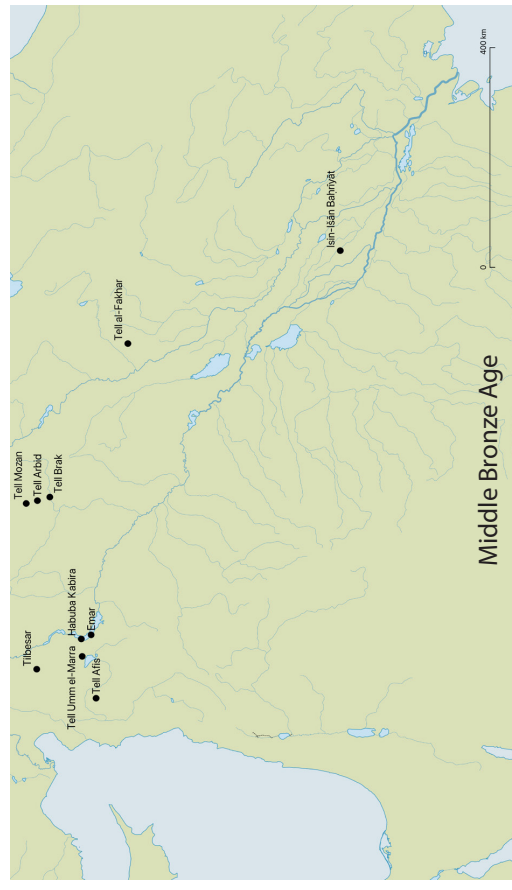 Tilbesar
Tell Mozan
Tell Arbid
Tell Brak
Tell Umm el-Marra
Habuba Kabira
Emar
Tell Afis
Tell al-Fakhar
Isin-Išān Bahrīyāt
Middle Bronze Age
0
400 km